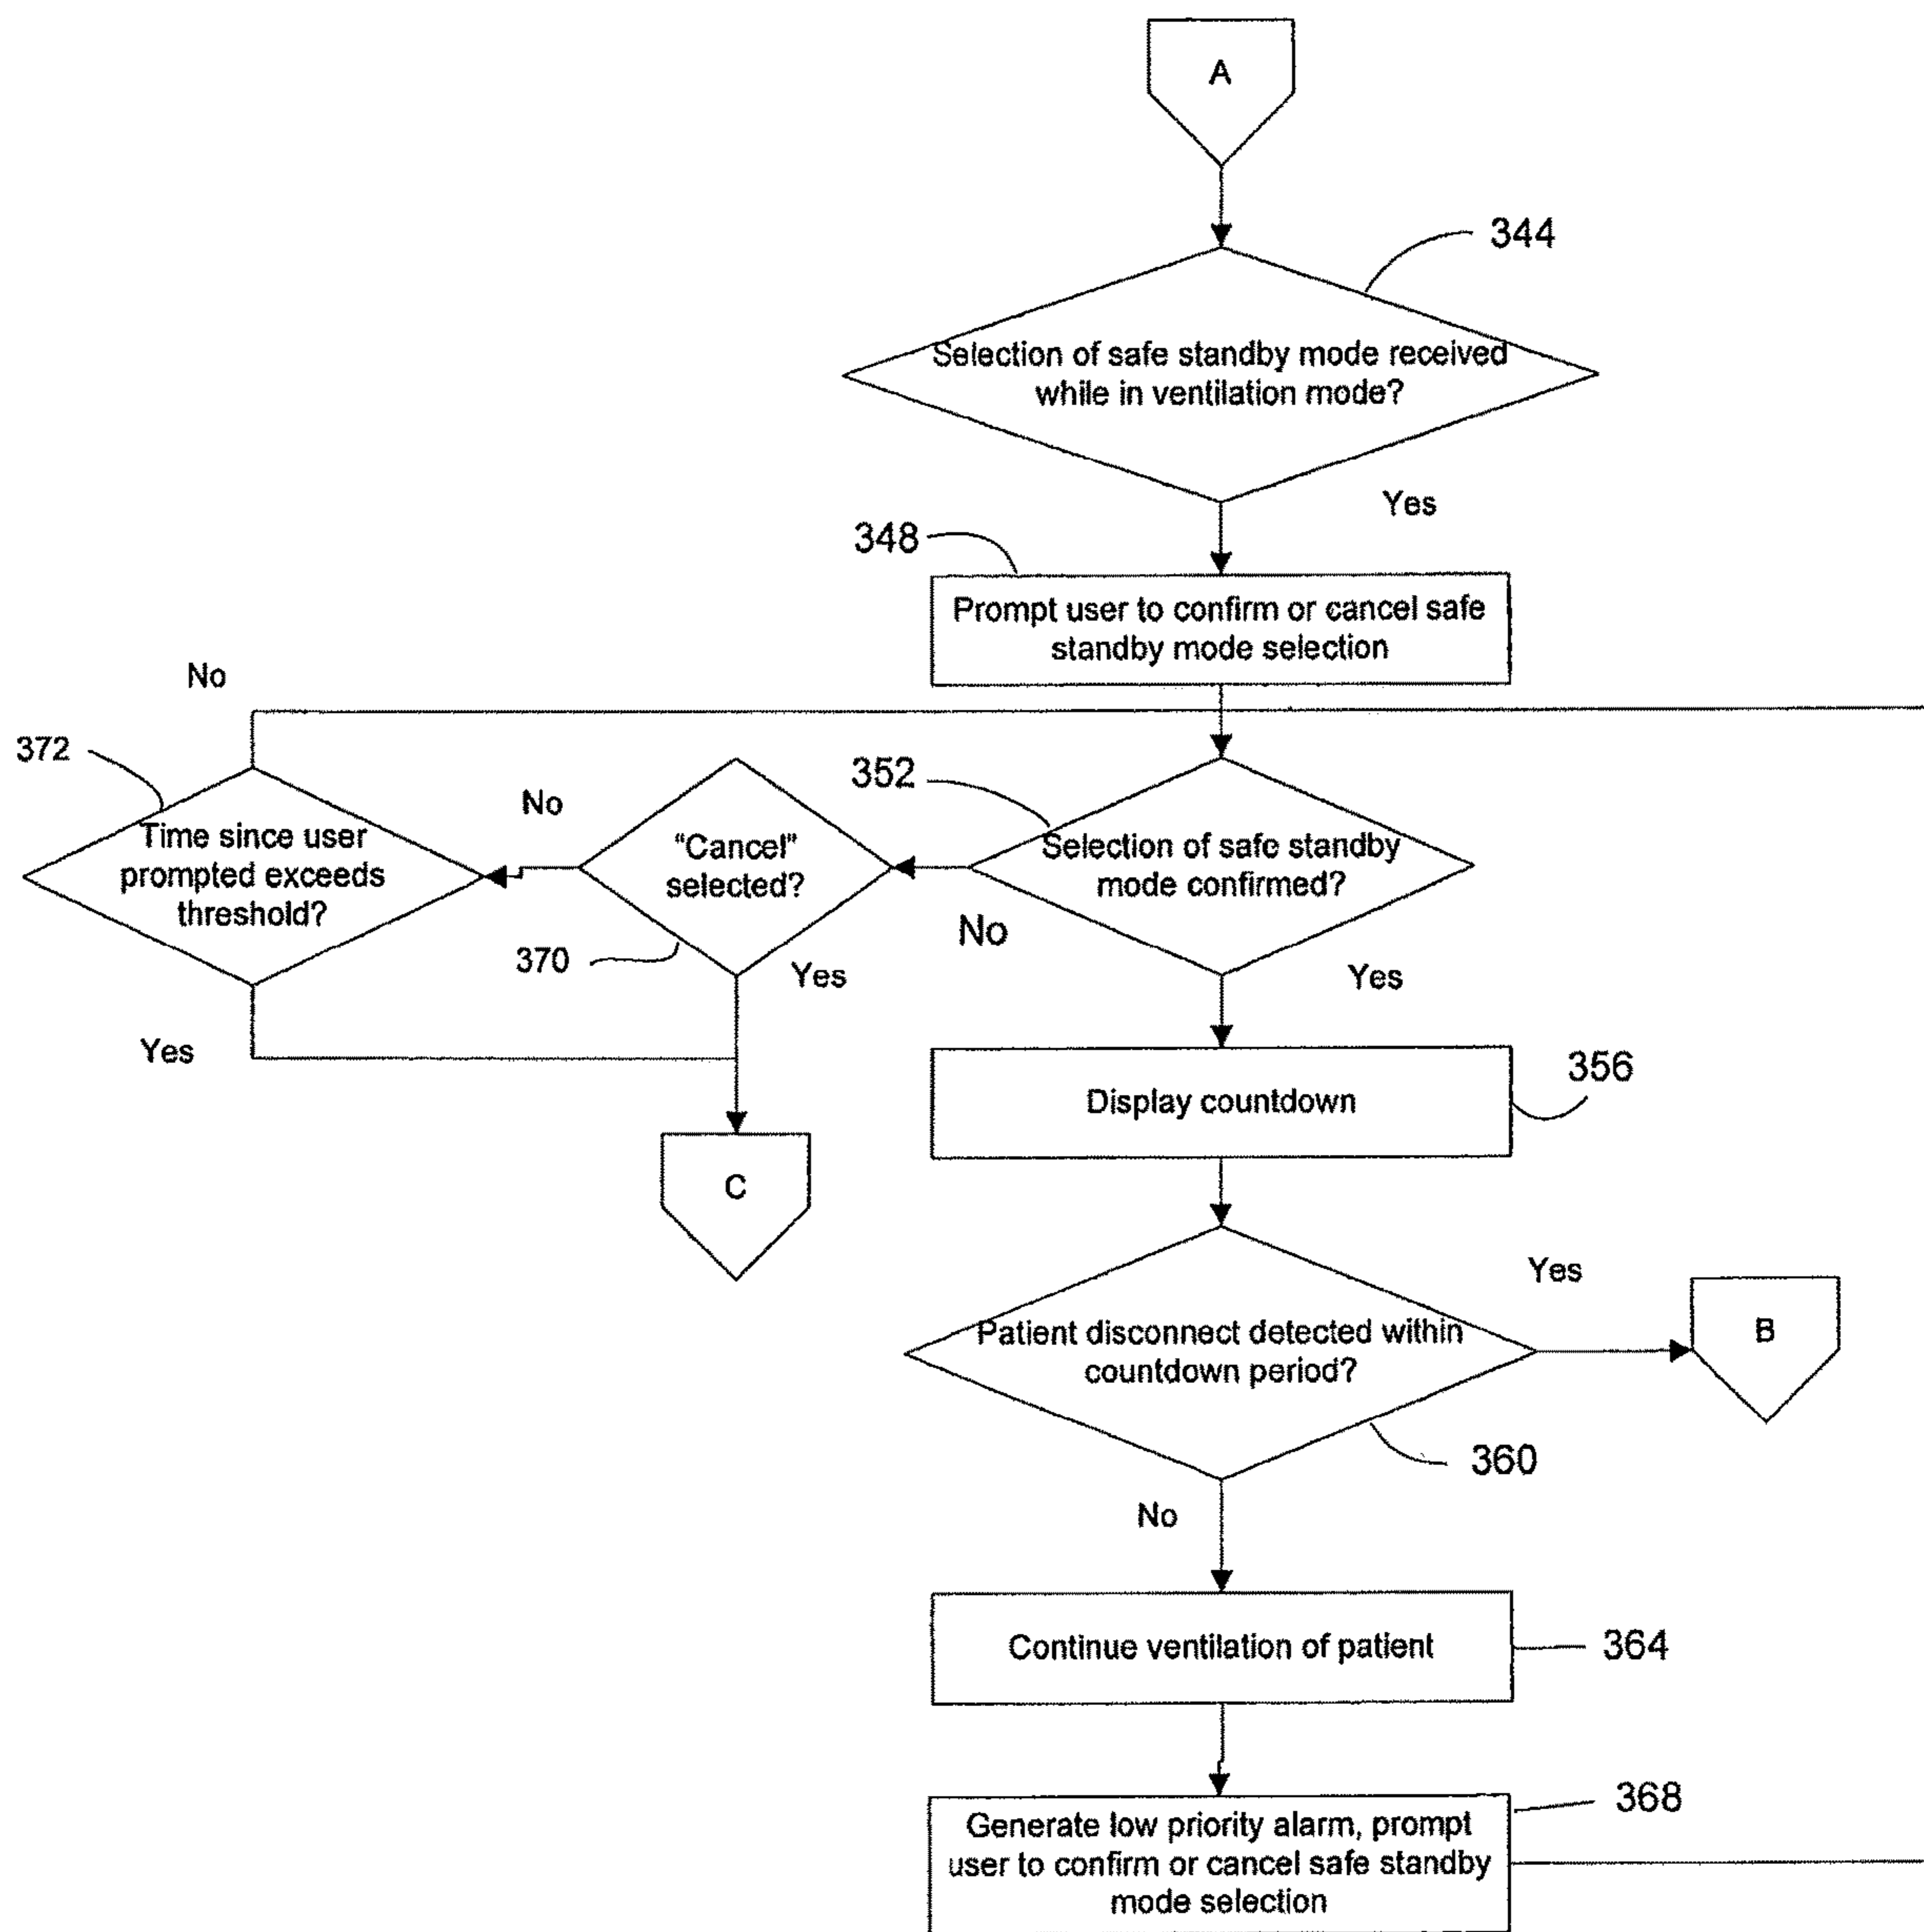 A
344
Selection of safe standby mode received
while in ventilation mode?
Yes
348
Prompt user to confirm or cancel safe
standby mode selection
No
372
Time since user
prompted exceeds
threshold?
No
"Cancel"
selected?
370
Yes
352
Selection of safe standby
mode confirmed?
No
Yes
Yes
C
Display countdown
356
Patient disconnect detected within
countdown period?
Yes
B
360
No
Continue ventilation of patient
364
Generate low priority alarm, prompt
user to confirm or cancel safe standby
mode selection
368